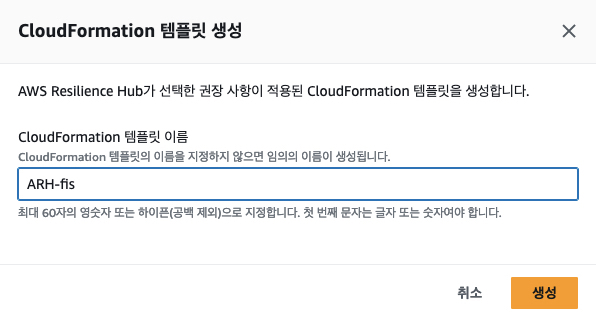 CloudFormation 템플릿 생성
AWS Resilience Hub가 선택한 권장 사항이 적용된 CloudFormation 템플릿을 생성합니다.
CloudFormation 템플릿 이름
CloudFormation 템플릿의 이름을 지정하지 않으면 임의의 이름이 생성됩니다.
ARH-fis
최대 60자의 영숫자 또는 하이픈(공백 제외)으로 지정합니다. 첫 번째 문자는 글자 또는 숫자여야 합니다.
취소
생성